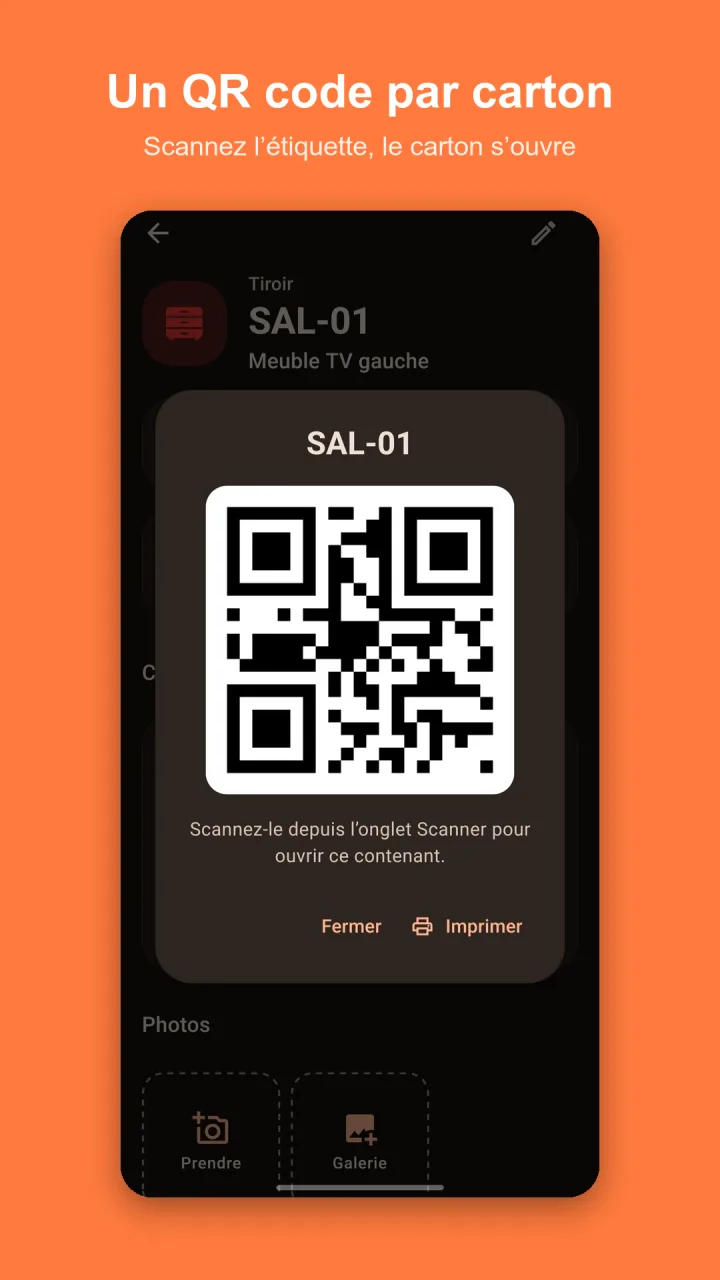 Un QR code par carton
Scannez l’étiquette, le carton s’ouvre
Tiroir
SAL-01
Meuble TV gauche
SAL-01
C
Scannez-le depuis l’onglet Scanner pour
ouvrir ce contenant.
Fermer
Imprimer
Photos
Prendre
Galerie